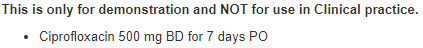 This is only for demonstration and NOT for use in Clinical practice.
• Ciprofloxacin 500 mg BD for 7 days PO